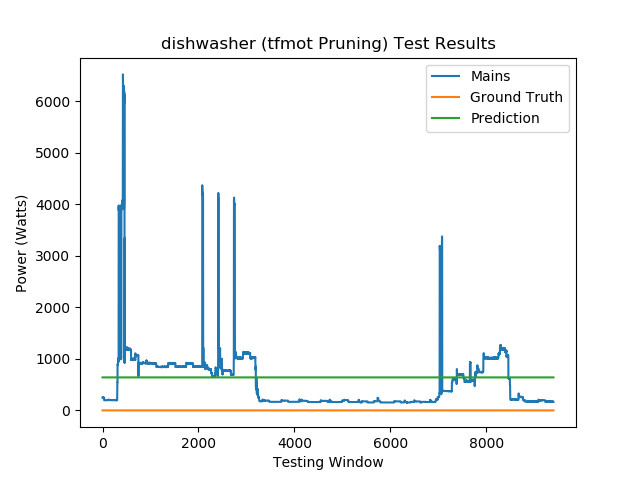 dishwasher (tfmot Pruning) Test Results
Mains
Ground Truth
Prediction
Power (Watts)
6000
5000
4000
3000
2000
1000
0
0 2000 4000 6000 8000
Testing Window